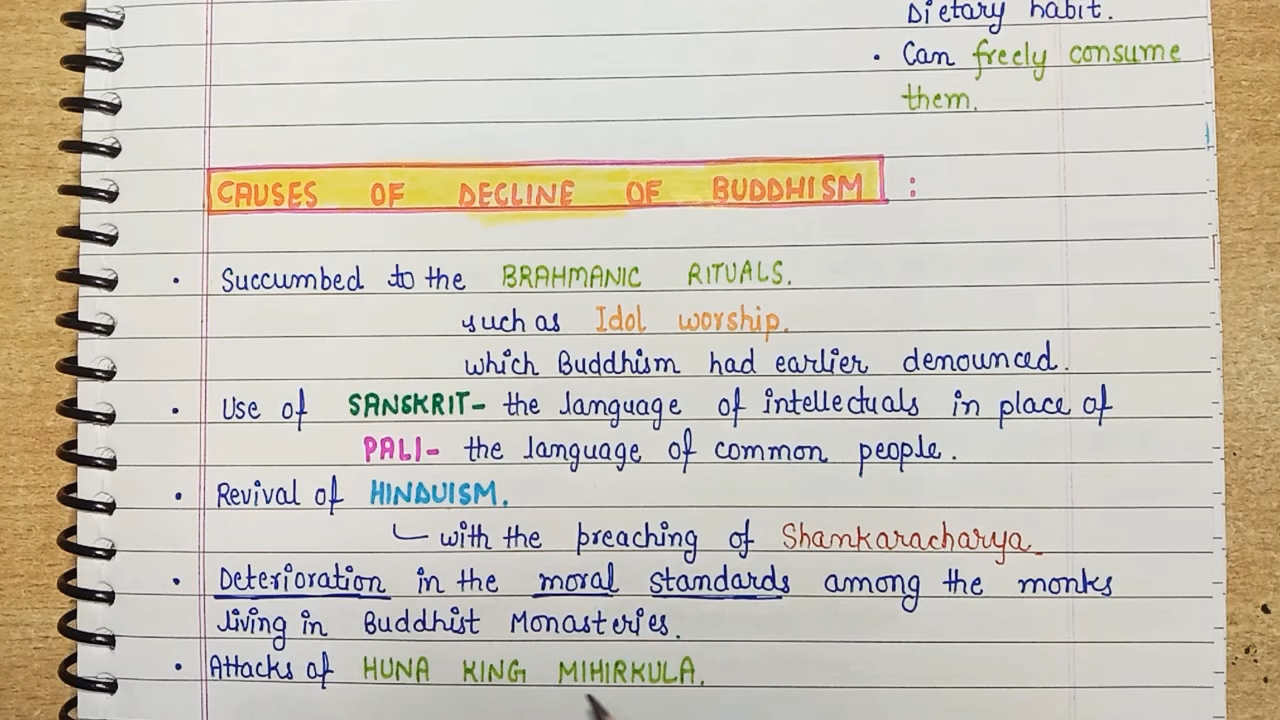 Dietary habit.
• Can freely consume
them.
CAUSES OF DECLINE OF BUDDHISM :
• Succumbed to the BRAHMANIC RITUALS.
such as Idol worship.
which Buddhism had earlier denounced.
• Use of SANSKRIT- the language of intellectuals in place of
PALI- the language of common people.
• Revival of HINDUISM.
with the preaching of Shankaracharya
• Deterioration in the moral standards among the monks
living in Buddhist Monasteries.
• Attacks of HUNA KING MIHIRKULA.